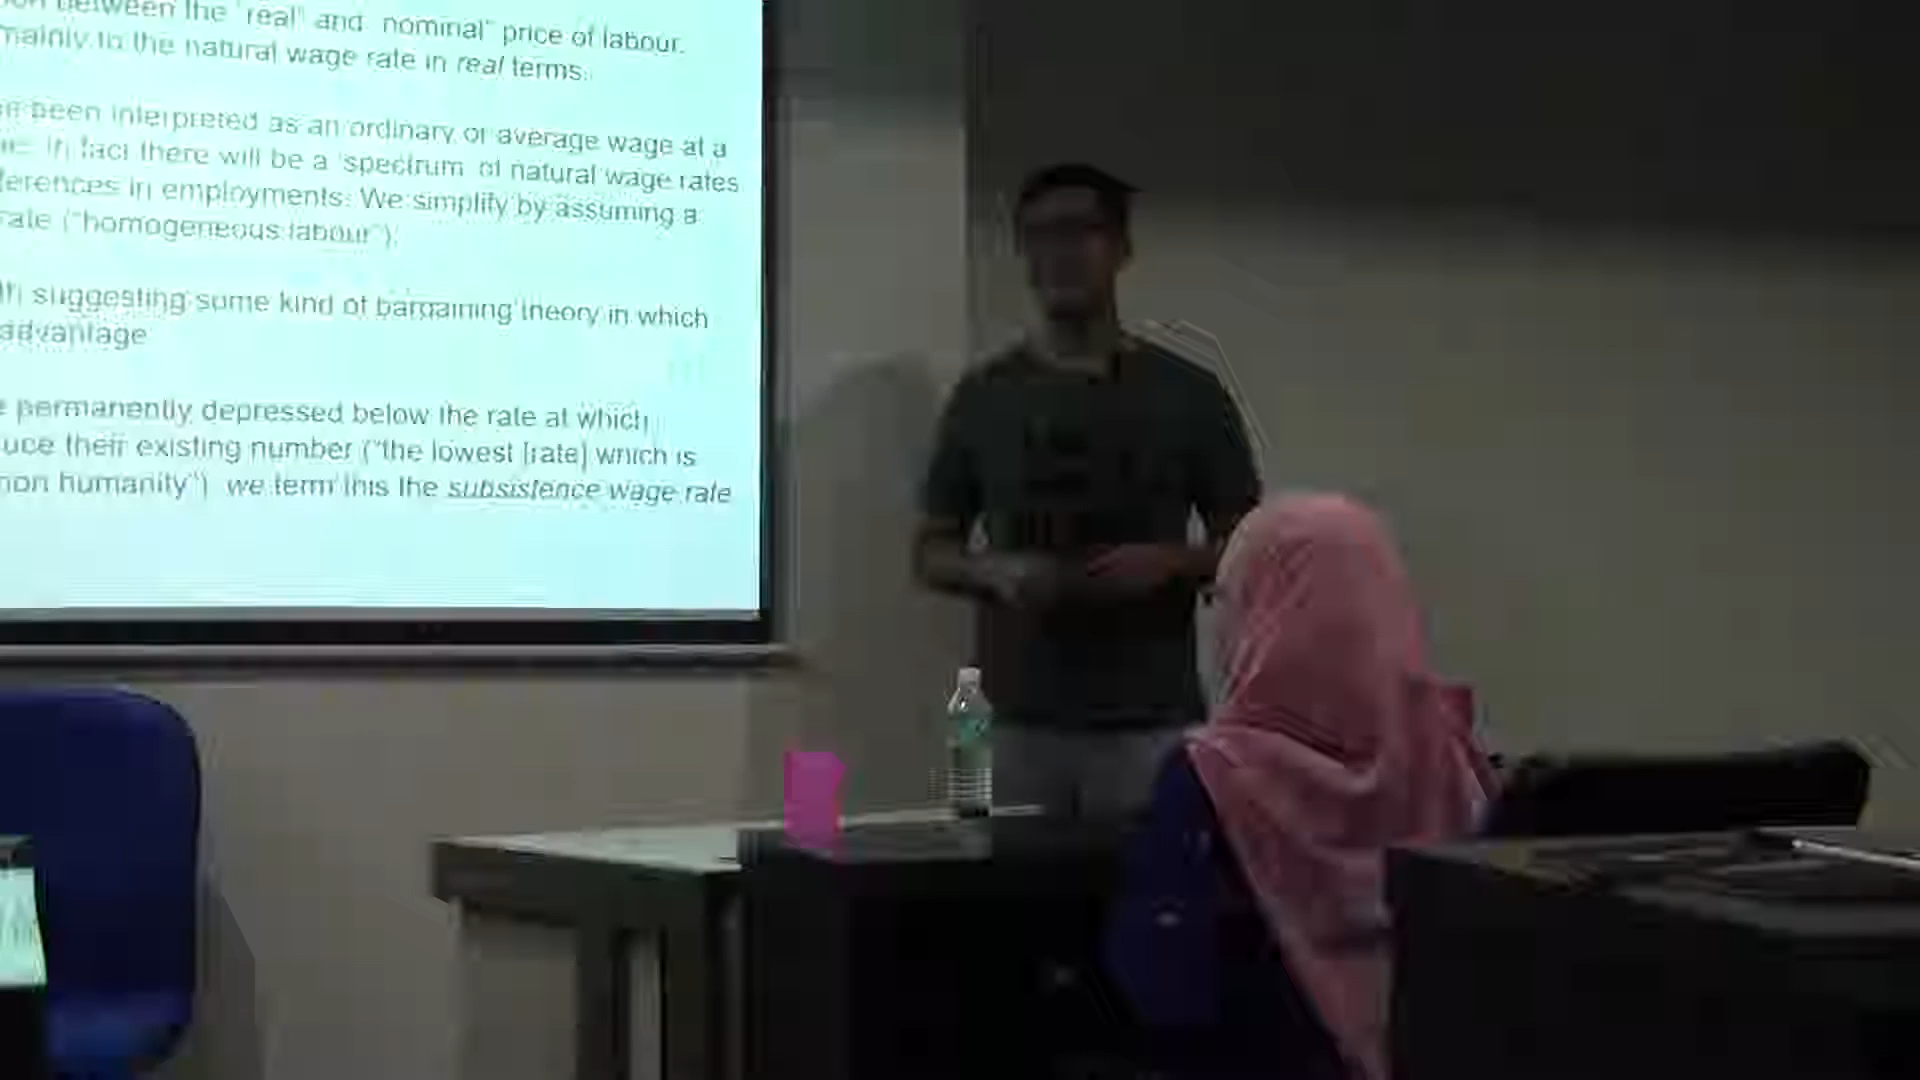 between the "real" and "nominal" price of labour.
mainly to the natural wage rate in real terms.
been interpreted as an ordinary or average wage at a
in fact there will be a "spectrum" of natural wage rates
ferences in employments. We simplify by assuming a
rate ("homogeneous labour").
suggesting some kind of bargaining theory in which
advantage
permanently depressed below the rate at which
uce their existing number ("the lowest [rate] which is
humanity") we term this the subsistence wage rate